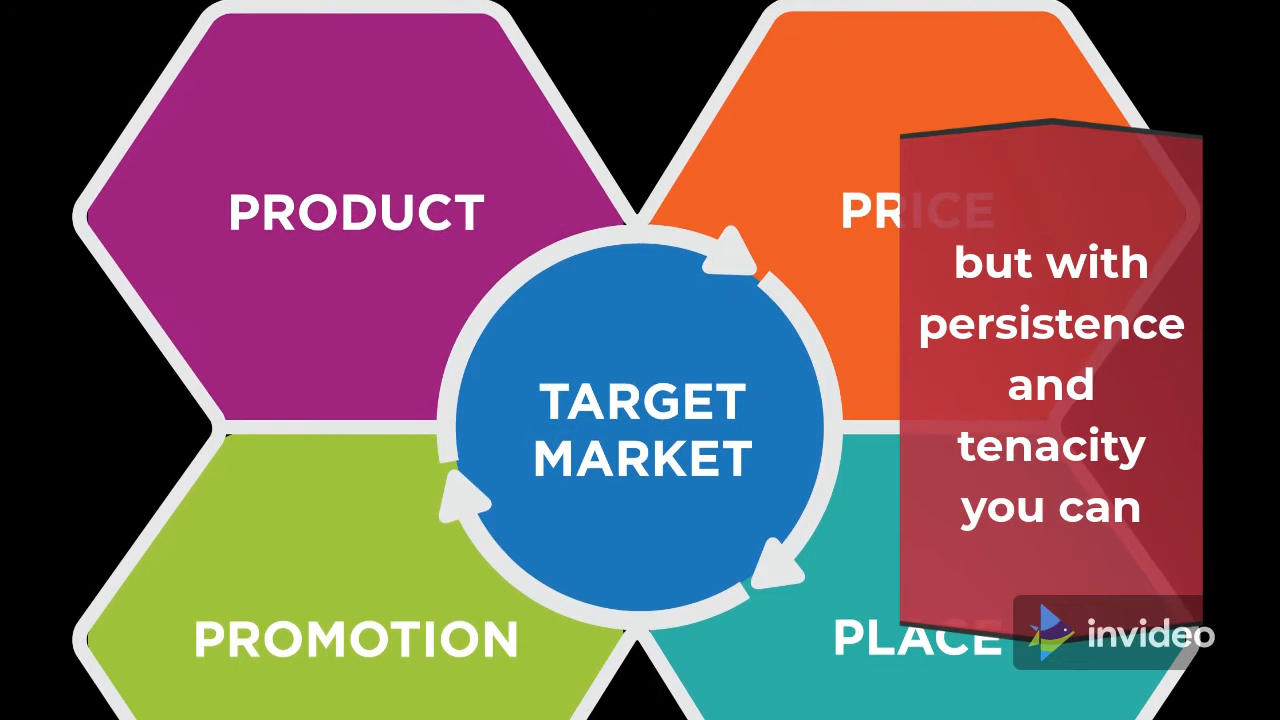 PRODUCT
PRICE
but with
persistence
and
tenacity
you can
TARGET
MARKET
PROMOTION
PLACE
invideo